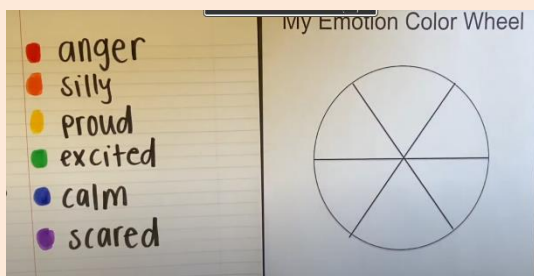 anger
silly
proud
excited
calm
scared
My Emotion Color Wheel